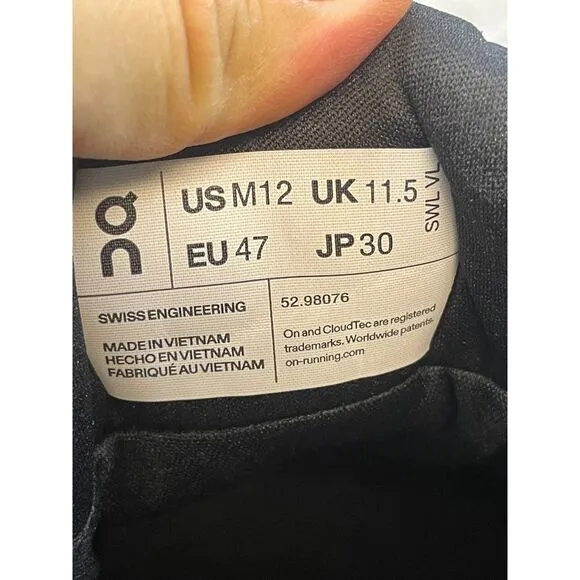 US M12 UK 11.5
EU 47 JP 30
SWL VL
SWISS ENGINEERING
MADE IN VIETNAM
HECHO EN VIETNAM
FABRIQUÉ AU VIETNAM
52.98076
On and CloudTec are registered
trademarks. Worldwide patents.
on-running.com